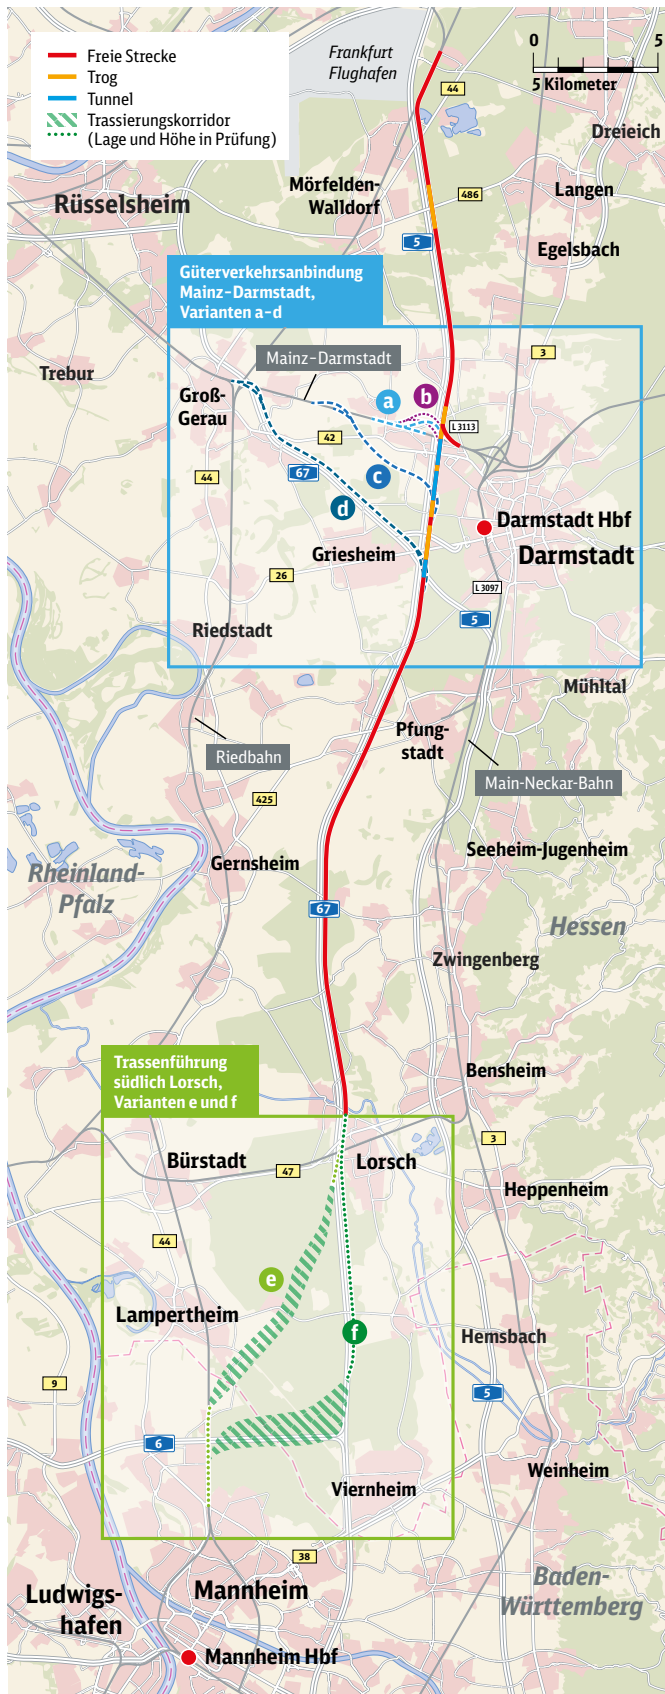 Freie Strecke
Trog
Tunnel
Trassierungskorridor
(Lage und Höhe in Prüfung)
Frankfurt
Flughafen
0
5
5 Kilometer
44
Dreieich
Mörfelden-
Walldorf
486
Langen
Rüsselsheim
5
Egelsbach
Güterverkehrsanbindung
Mainz-Darmstadt,
Varianten a-d
Mainz-Darmstadt
3
Trebur
Groß-
Gerau
a
b
L 3113
42
44
67
c
d
Darmstadt Hbf
Griesheim
Darmstadt
26
L 3097
5
Riedstadt
Mühltal
Pfung-
stadt
Riedbahn
Main-Neckar-Bahn
425
Gernsheim
Seeheim-Jugenheim
Rheinland-
Pfalz
67
Hessen
Zwingenberg
Trassenführung
südlich Lorsch,
Varianten e und f
Bensheim
3
Bürstadt
47
Lorsch
Heppenheim
44
e
Lampertheim
f
Hemsbach
9
5
6
Weinheim
Viernheim
38
Ludwigs-
hafen
Mannheim
Baden-
Württemberg
Mannheim Hbf